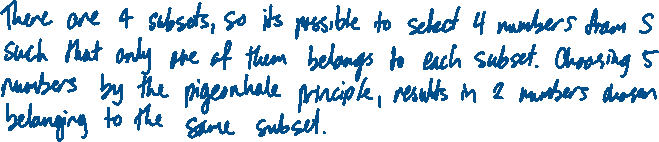 There are 4 subsets, so its possible to select 4 numbers from S
such that only one of them belongs to each subset. Choosing 5
numbers by the pigeonhole principle, results in 2 numbers chosen
belonging to the same subset.